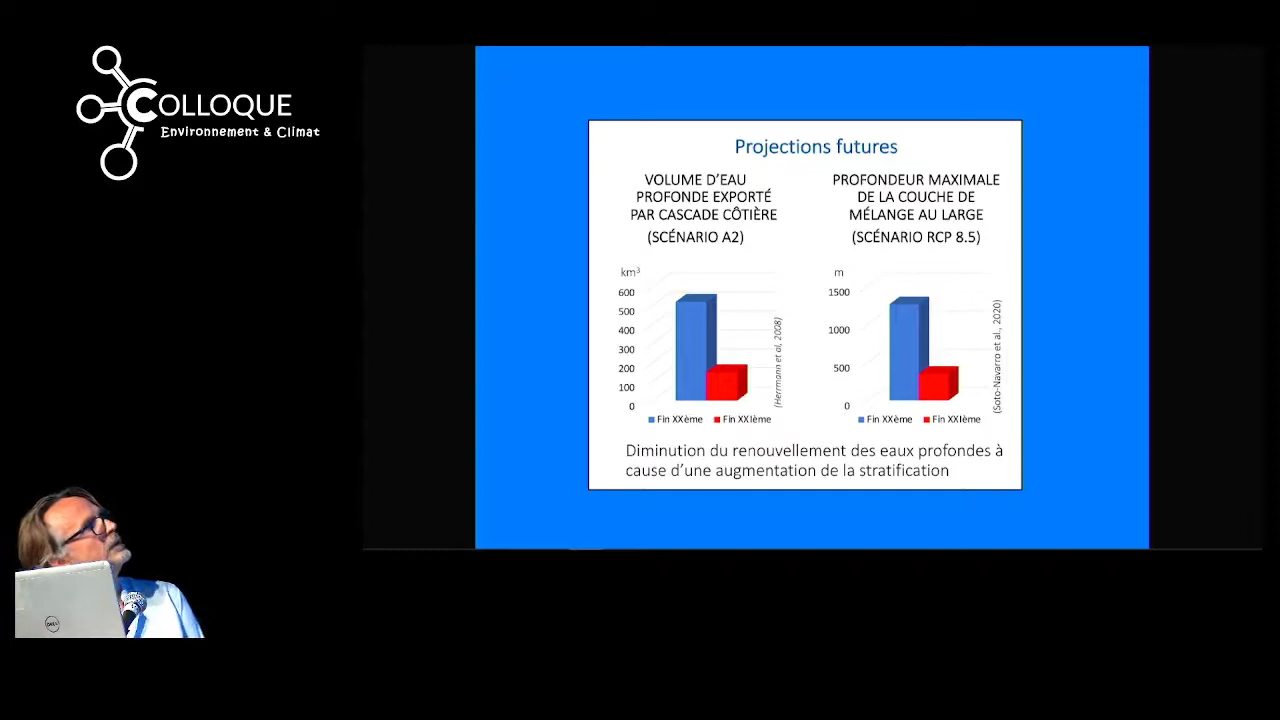 COLLOQUE
Environnement & Climat
Projections futures
VOLUME D'EAU
PROFONDE EXPORTÉ
PAR CASCADE CÔTIÈRE
(SCÉNARIO A2)
km³
600
500
400
300
200
100
0
(Herrmann et al, 2008)
Fin XXème
Fin XXIème
PROFONDEUR MAXIMALE
DE LA COUCHE DE
MÉLANGE AU LARGE
(SCÉNARIO RCP 8.5)
m
1500
1000
500
0
(Soto-Navarro et al., 2020)
Fin XXème
Fin XXIème
Diminution du renouvellement des eaux profondes à
cause d'une augmentation de la stratification
DELL